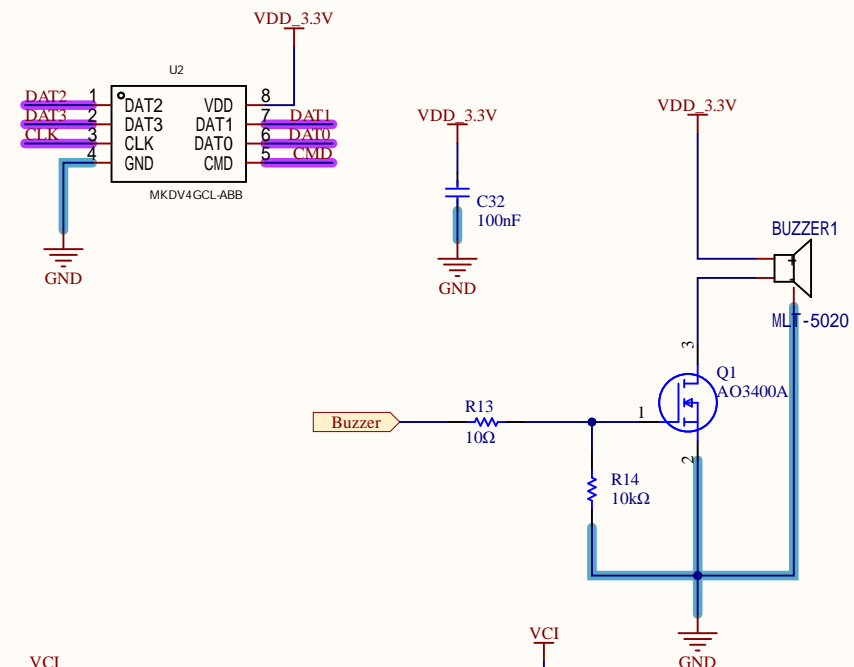 VDD_3.3V
U2
DAT2 1 DAT2 VDD 8
DAT3 2 DAT3 DAT1 7 DAT1
CLK 3 CLK DAT0 6 DAT0
4 GND CMD 5 CMD
MKDV4GCL-ABB
GND
VDD_3.3V
C32
100nF
GND
VDD_3.3V
BUZZER1
+
-
MLT-5020
3
Q1
AO3400A
1
2
Buzzer
R13
10Ω
R14
10kΩ
GND
VCI
VCI